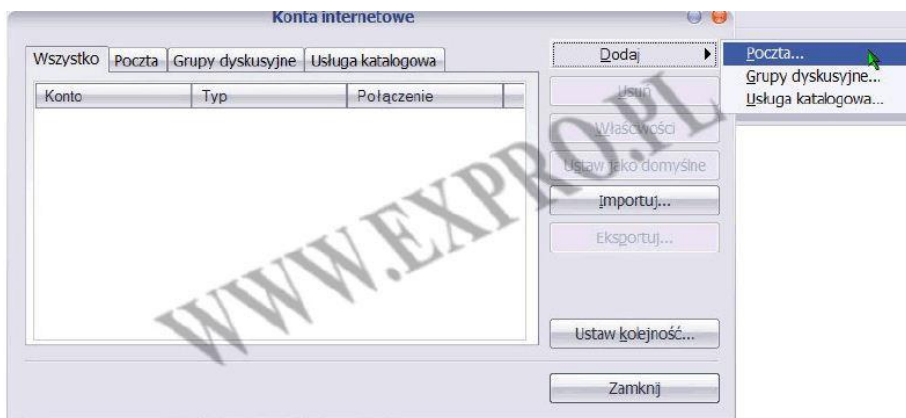 Konta internetowe
Wszystko Poczta Grupy dyskusyjne Usługa katalogowa
Konto Typ Połączenie
Dodaj
Usuń
Właściwości
Ustaw jako domyślne
Importuj...
Eksportuj...
Ustaw kolejność...
Zamknij
Poczta...
Grupy dyskusyjne...
Usługa katalogowa...
WWW.EXPRO.PL